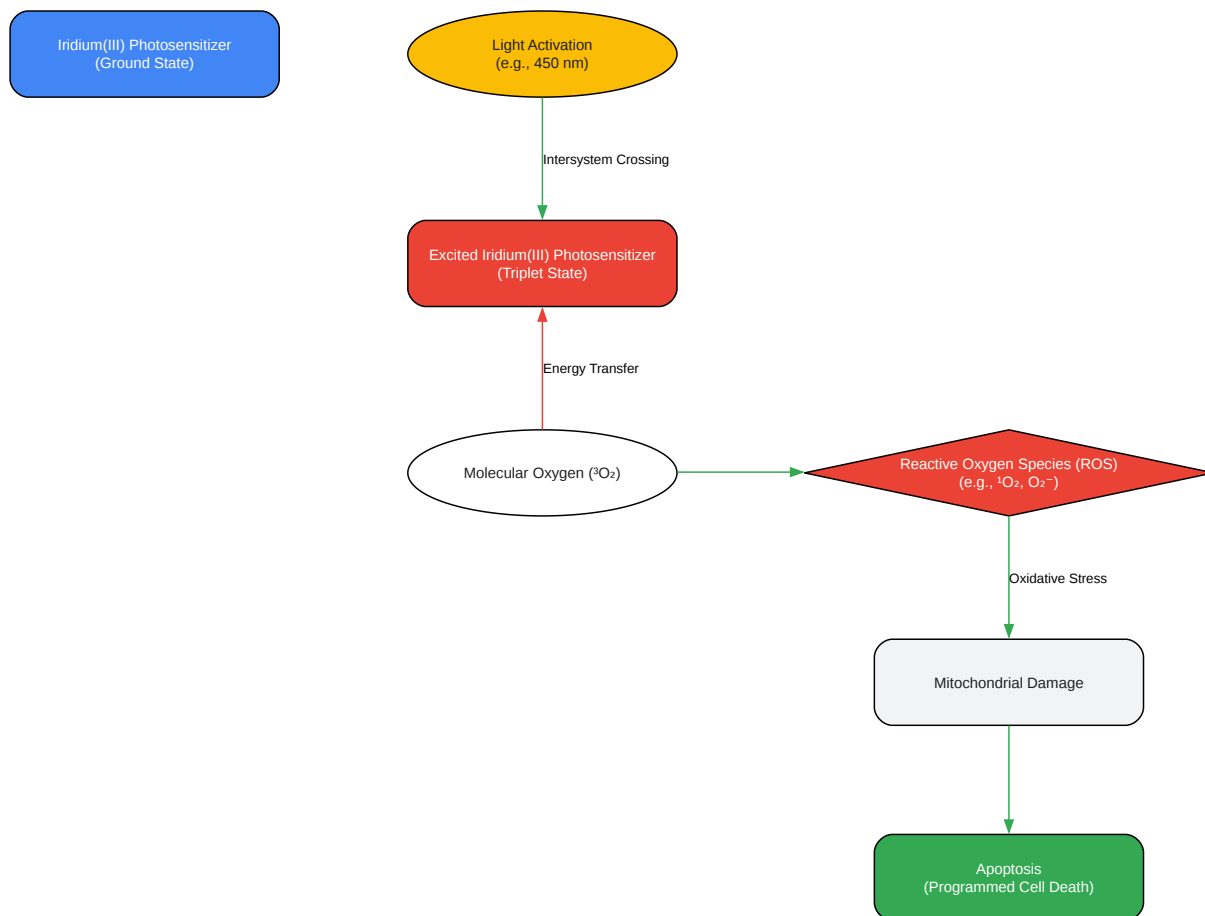 Iridium(III) Photosensitizer
(Ground State)
Light Activation
(e.g., 450 nm)
Intersystem Crossing
Excited Iridium(III) Photosensitizer
(Triplet State)
Energy Transfer
Molecular Oxygen (³O₂)
Reactive Oxygen Species (ROS)
(e.g., ¹O₂, O₂⁻)
Oxidative Stress
Mitochondrial Damage
Apoptosis
(Programmed Cell Death)